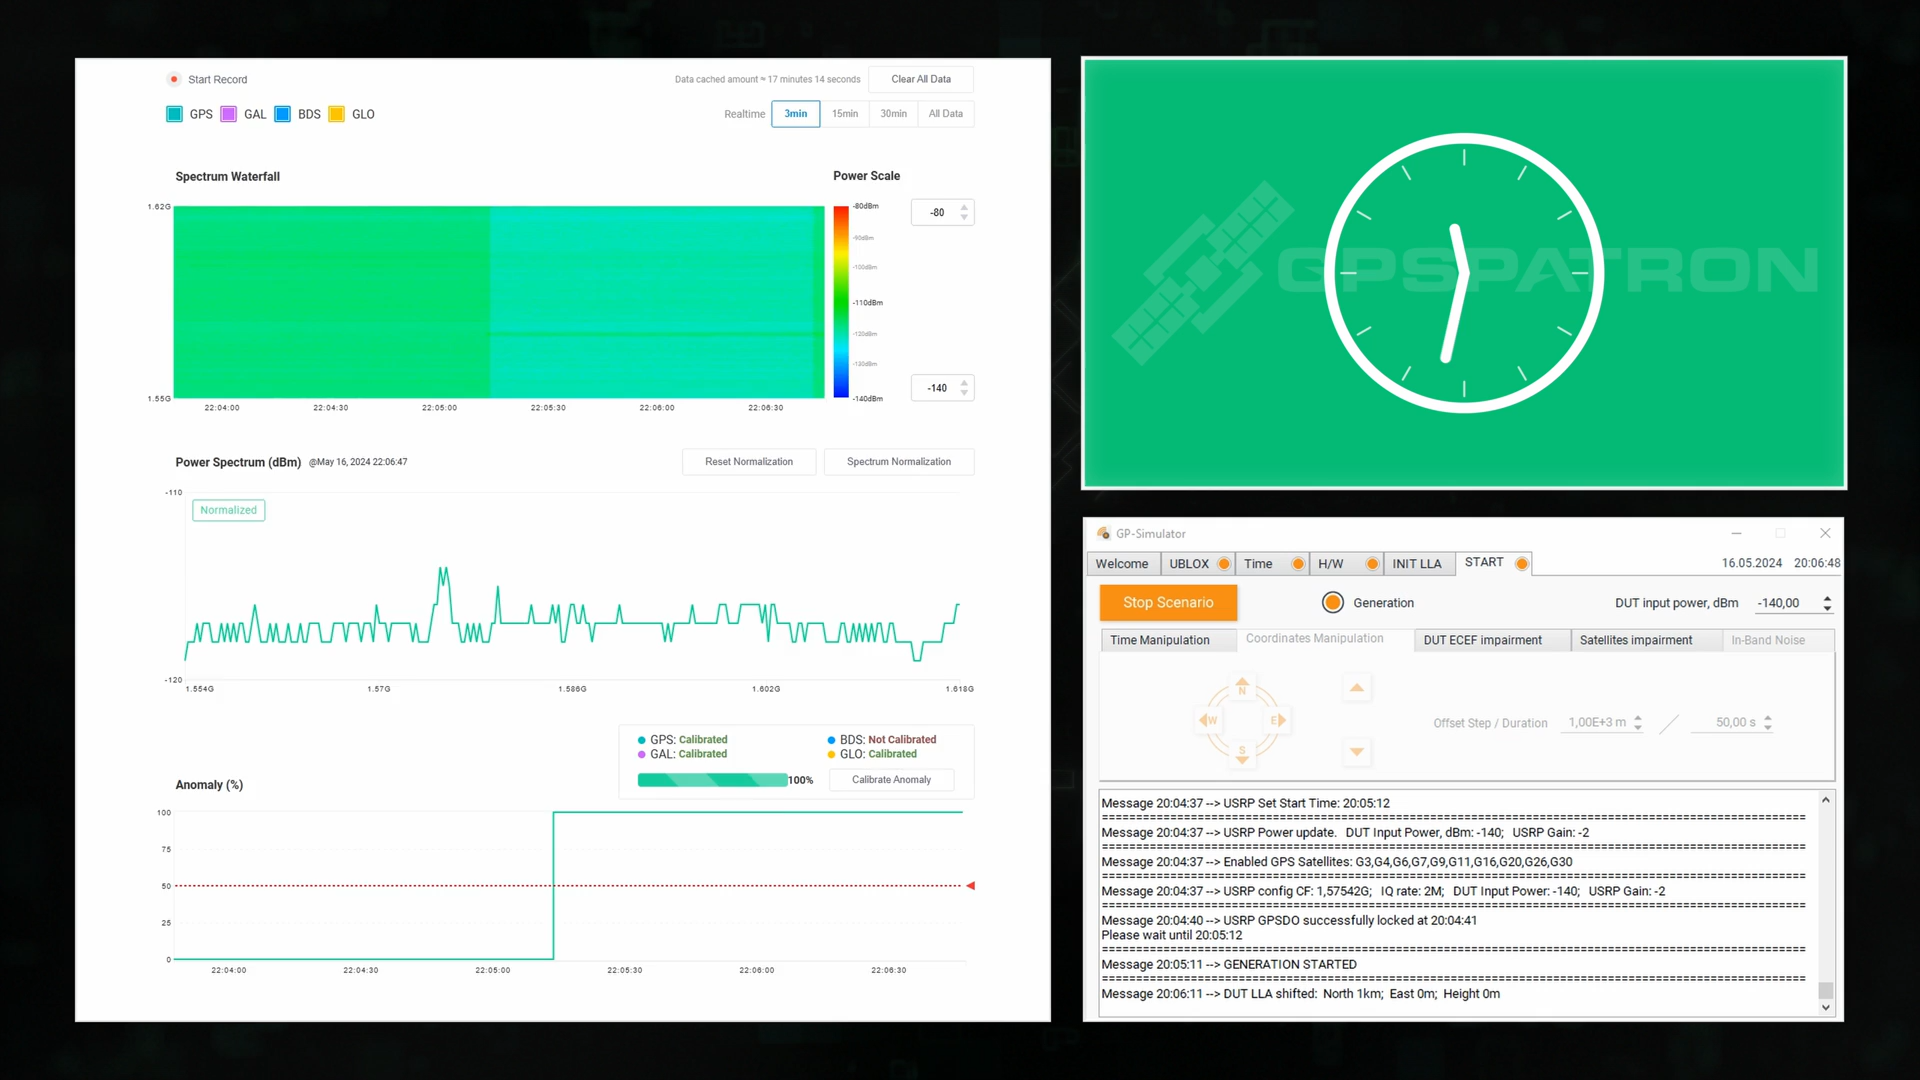 Start Record
Data cached amount ≈ 17 minutes 14 seconds
Clear All Data
GPS GAL BDS GLO
Realtime 3min 15min 30min All Data
Spectrum Waterfall
Power Scale
1.62G
1.55G
22:04:00 22:04:30 22:05:00 22:05:30 22:06:00 22:06:30
-80dBm
-90dBm
-100dBm
-110dBm
-120dBm
-130dBm
-140dBm
-80
-140
Power Spectrum (dBm) @May 16, 2024 22:06:47
Reset Normalization
Spectrum Normalization
-110
Normalized
-120
1.554G 1.57G 1.586G 1.602G 1.618G
GPS: Calibrated
BDS: Not Calibrated
GAL: Calibrated
GLO: Calibrated
100%
Calibrate Anomaly
Anomaly (%)
100
75
50
25
0
22:04:00 22:04:30 22:05:00 22:05:30 22:06:00 22:06:30
GPSPATRON
GP-Simulator
Welcome UBLOX Time H/W INIT LLA START
16.05.2024 20:06:48
Stop Scenario
Generation
DUT input power, dBm -140,00
Time Manipulation Coordinates Manipulation DUT ECEF impairment Satellites impairment In-Band Noise
N
W E
S
Offset Step / Duration 1,00E+3 m 50,00 s
Message 20:04:37 --> USRP Set Start Time: 20:05:12
Message 20:04:37 --> USRP Power update. DUT Input Power, dBm: -140; USRP Gain: -2
Message 20:04:37 --> Enabled GPS Satellites: G3,G4,G6,G7,G9,G11,G16,G20,G26,G30
Message 20:04:37 --> USRP config CF: 1,57542G; IQ rate: 2M; DUT Input Power: -140; USRP Gain: -2
Message 20:04:40 --> USRP GPSDO successfully locked at 20:04:41
Please wait until 20:05:12
Message 20:05:11 --> GENERATION STARTED
Message 20:06:11 --> DUT LLA shifted: North 1km; East 0m; Height 0m